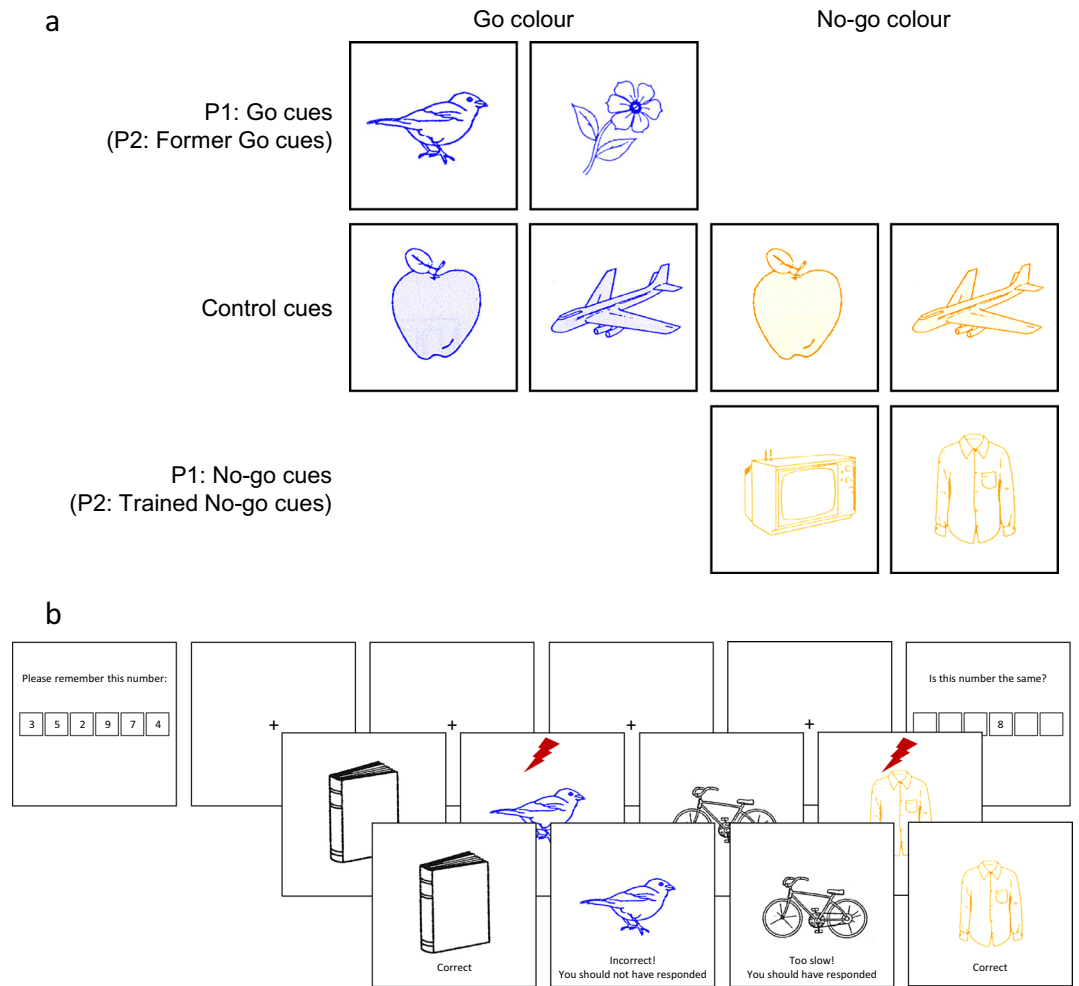 a
Go colour
No-go colour
P1: Go cues
(P2: Former Go cues)
Control cues
P1: No-go cues
(P2: Trained No-go cues)
b
Please remember this number:
3 5 2 9 7 4
+
+
+
+
Is this number the same?
8
Correct
Incorrect!
You should not have responded
Too slow!
You should have responded
Correct